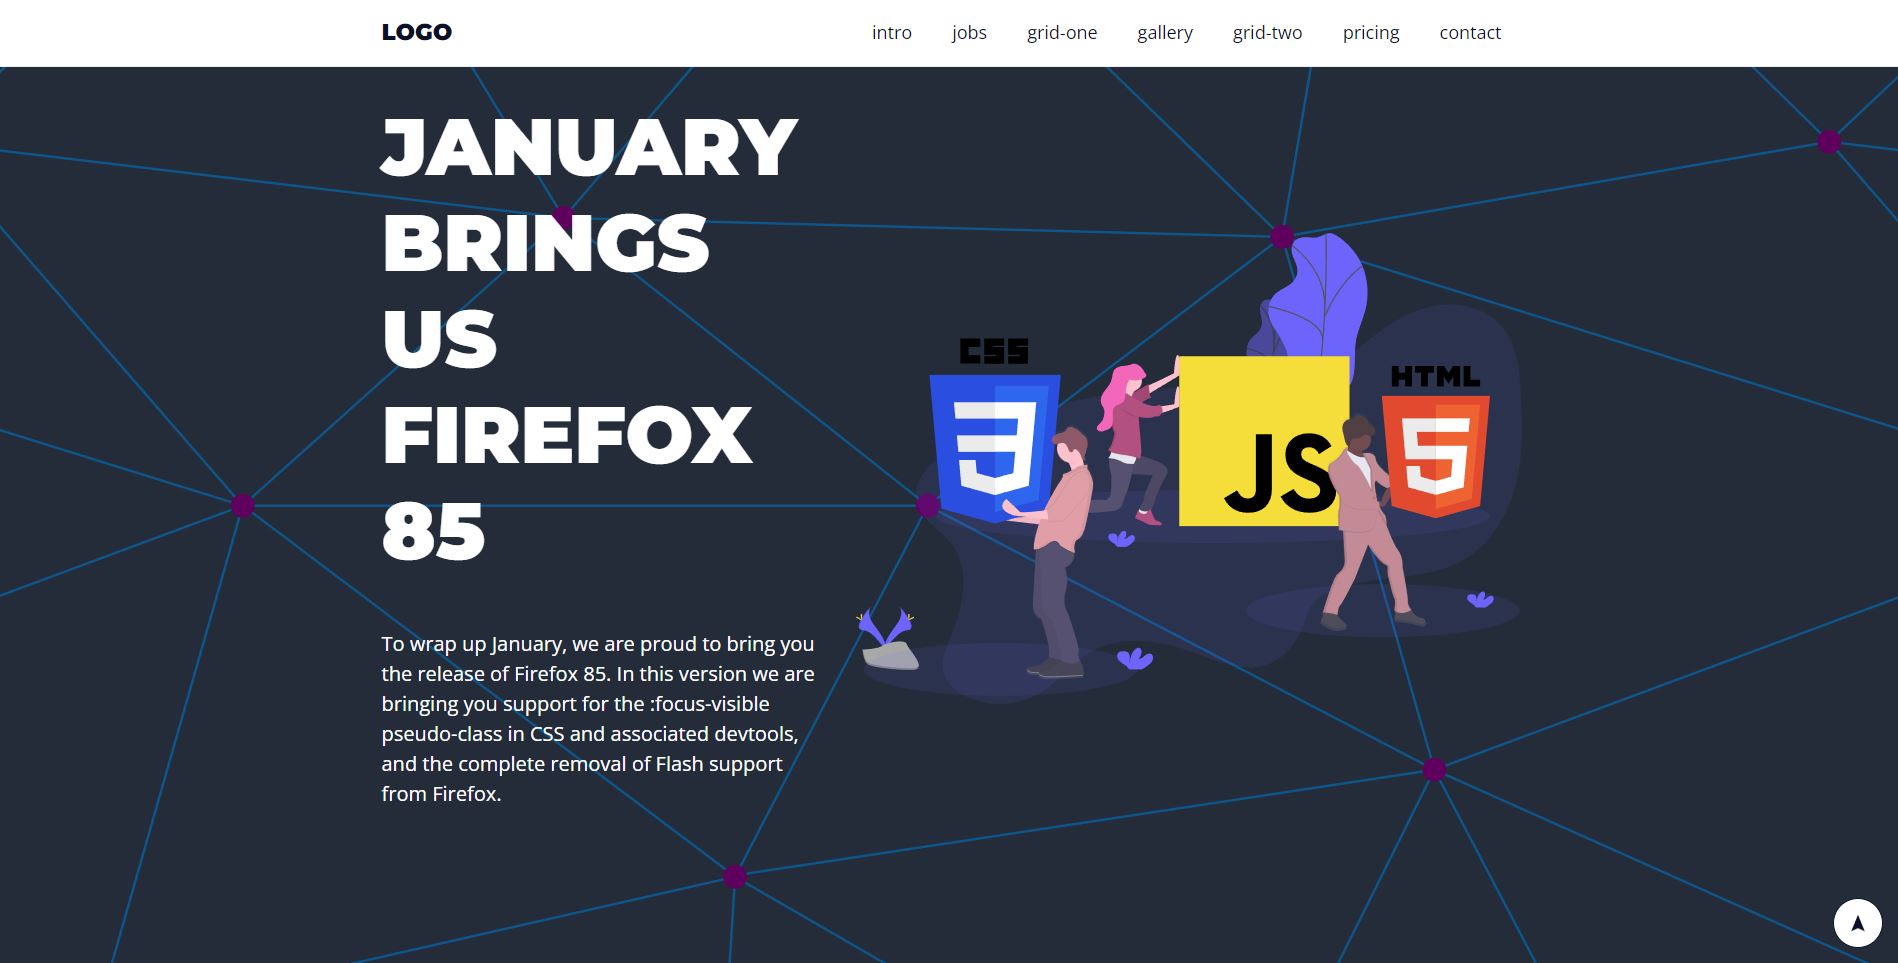 LOGO
intro jobs grid-one gallery grid-two pricing contact
JANUARY
BRINGS
US
FIREFOX
85
CSS
3
JS
HTML
5
To wrap up January, we are proud to bring you
the release of Firefox 85. In this version we are
bringing you support for the :focus-visible
pseudo-class in CSS and associated devtools,
and the complete removal of Flash support
from Firefox.